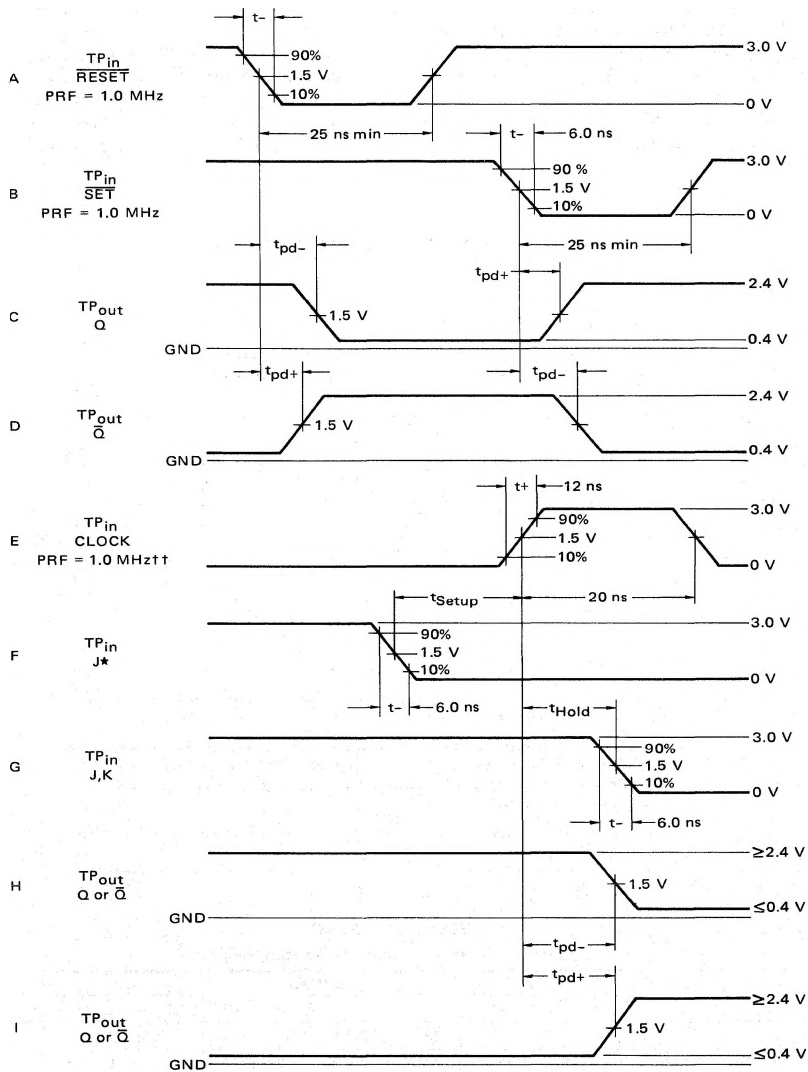 t-
TPin
RESET
PRF = 1.0 MHz
A
90%
1.5 V
10%
3.0 V
0 V
25 ns min
t-
6.0 ns
TPin
SET
PRF = 1.0 MHz
B
90 %
1.5 V
10%
3.0 V
0 V
tpd-
25 ns min
tpd+
C
TPout
Q
1.5 V
2.4 V
0.4 V
GND
tpd+
tpd-
D
TPout
Q̄
1.5 V
2.4 V
0.4 V
GND
t+
12 ns
E
TPin
CLOCK
PRF = 1.0 MHz††
90%
1.5 V
10%
3.0 V
0 V
tSetup
20 ns
F
TPin
J★
90%
1.5 V
10%
3.0 V
0 V
t-
6.0 ns
tHold
G
TPin
J,K
90%
1.5 V
10%
3.0 V
0 V
t-
6.0 ns
H
TPout
Q or Q̄
1.5 V
≥2.4 V
≤0.4 V
GND
tpd-
tpd+
I
TPout
Q or Q̄
1.5 V
≥2.4 V
≤0.4 V
GND